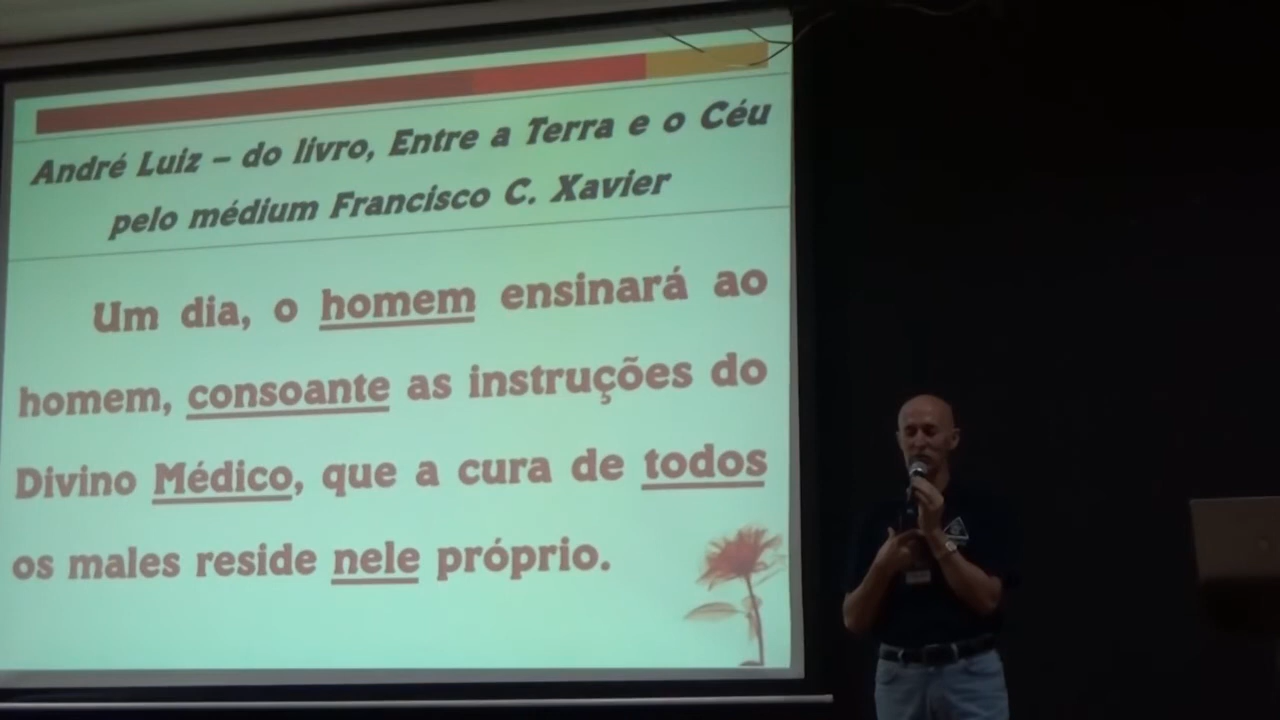 André Luiz – do livro, Entre a Terra e o Céu
pelo médium Francisco C. Xavier
Um dia, o homem ensinará ao
homem, consoante as instruções do
Divino Médico, que a cura de todos
os males reside nele próprio.